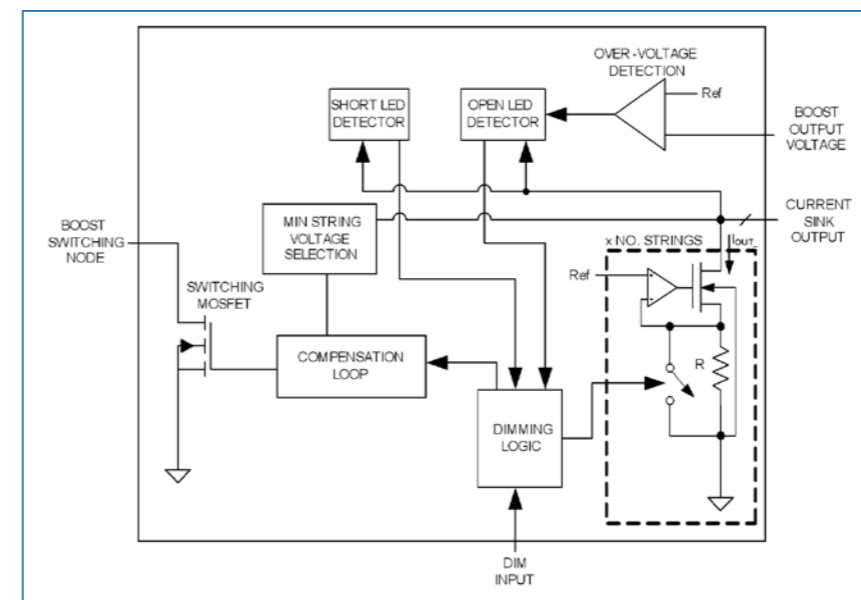 OVER-VOLTAGE
DETECTION
Ref
BOOST
OUTPUT
VOLTAGE
SHORT LED
DETECTOR
OPEN LED
DETECTOR
CURRENT
SINK
OUTPUT
BOOST
SWITCHING
NODE
MIN STRING
VOLTAGE
SELECTION
x NO. STRINGS
IOUT_
SWITCHING
MOSFET
Ref
+
-
COMPENSATION
LOOP
R
DIMMING
LOGIC
DIM
INPUT